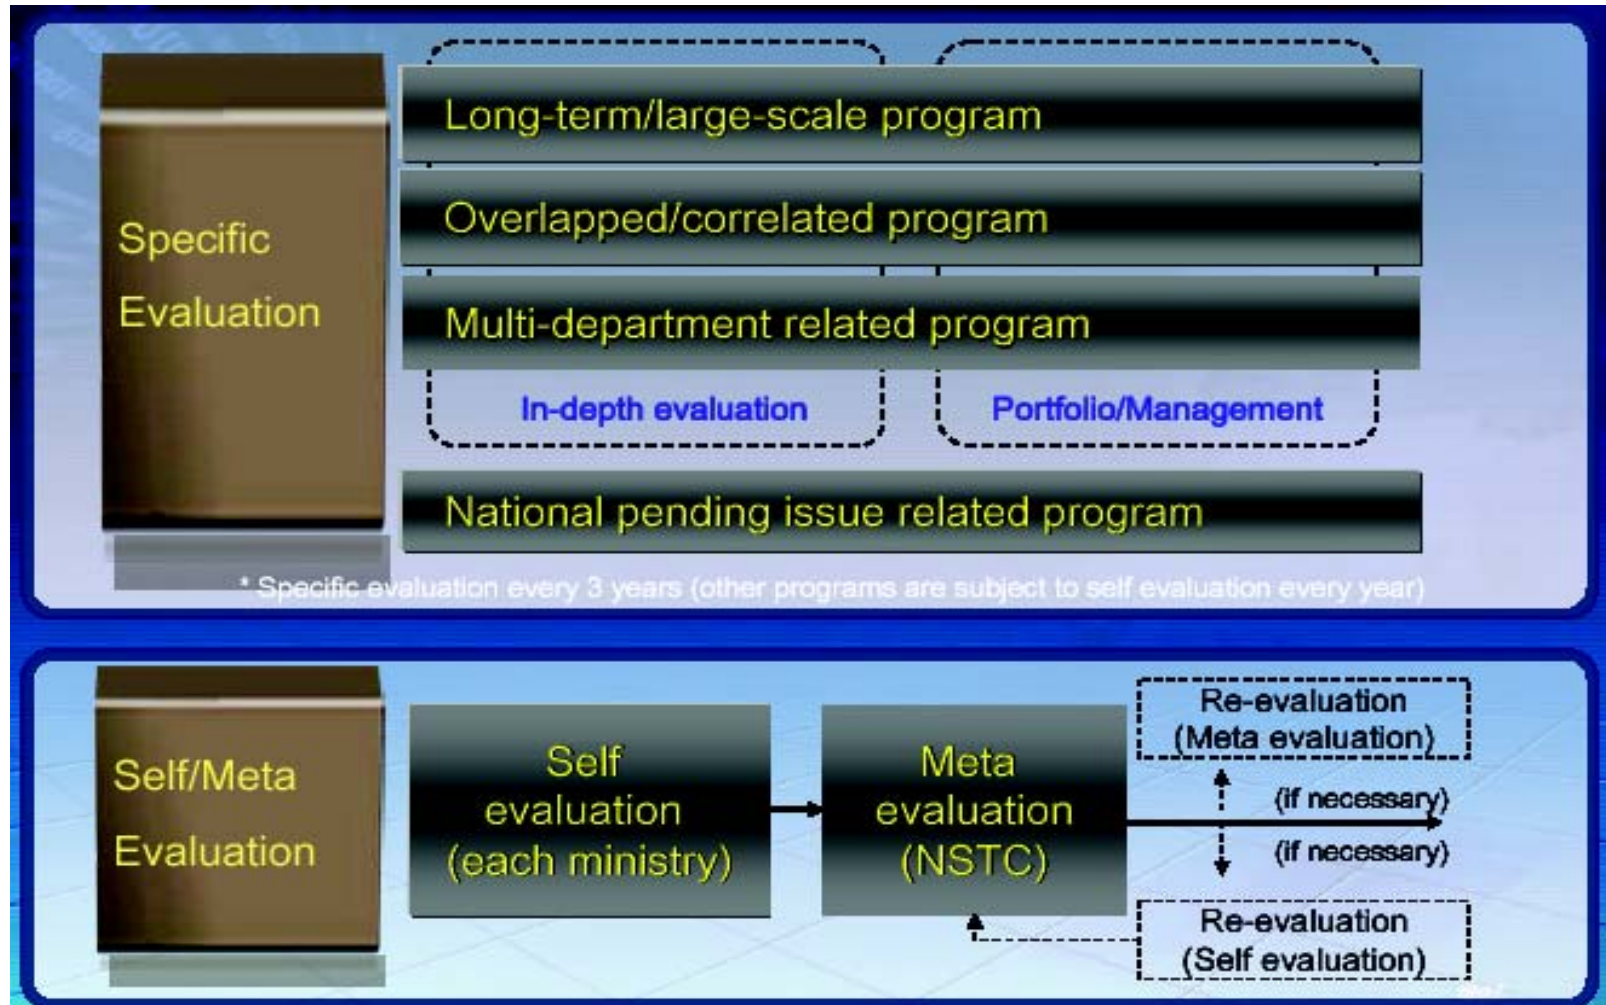 Specific
Evaluation
Long-term/large-scale program
Overlapped/correlated program
Multi-department related program
In-depth evaluation
Portfolio/Management
National pending issue related program
* Specific evaluation every 3 years (other programs are subject to self evaluation every year)
Self/Meta
Evaluation
Self
evaluation
(each ministry)
Meta
evaluation
(NSTC)
Re-evaluation
(Meta evaluation)
(if necessary)
(if necessary)
Re-evaluation
(Self evaluation)